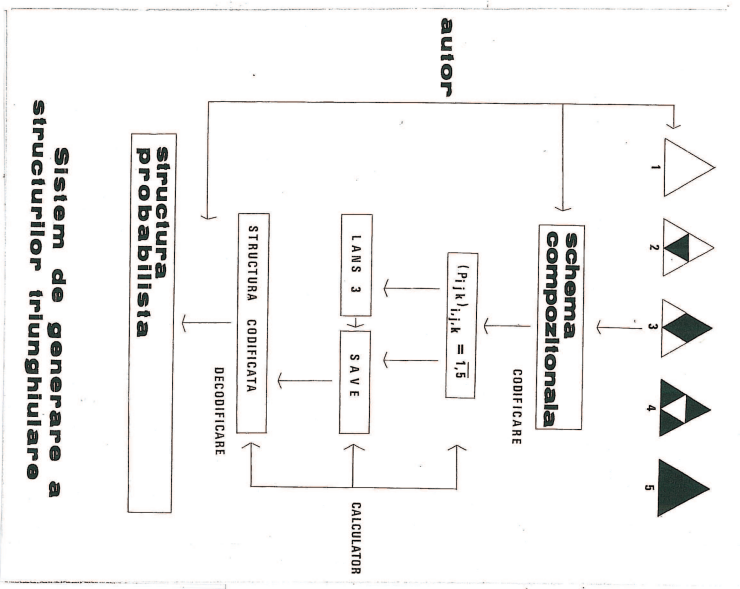 1
2
3
4
5
autor
schema
compozitonala
CODIFICARE
(Pijk)i,j,k = 1,5
LANS 3
SAVE
CALCULATOR
STRUCTURA CODIFICATA
DECODIFICARE
structura
probabilista
Sistem de generare a
structurilor triunghiulare